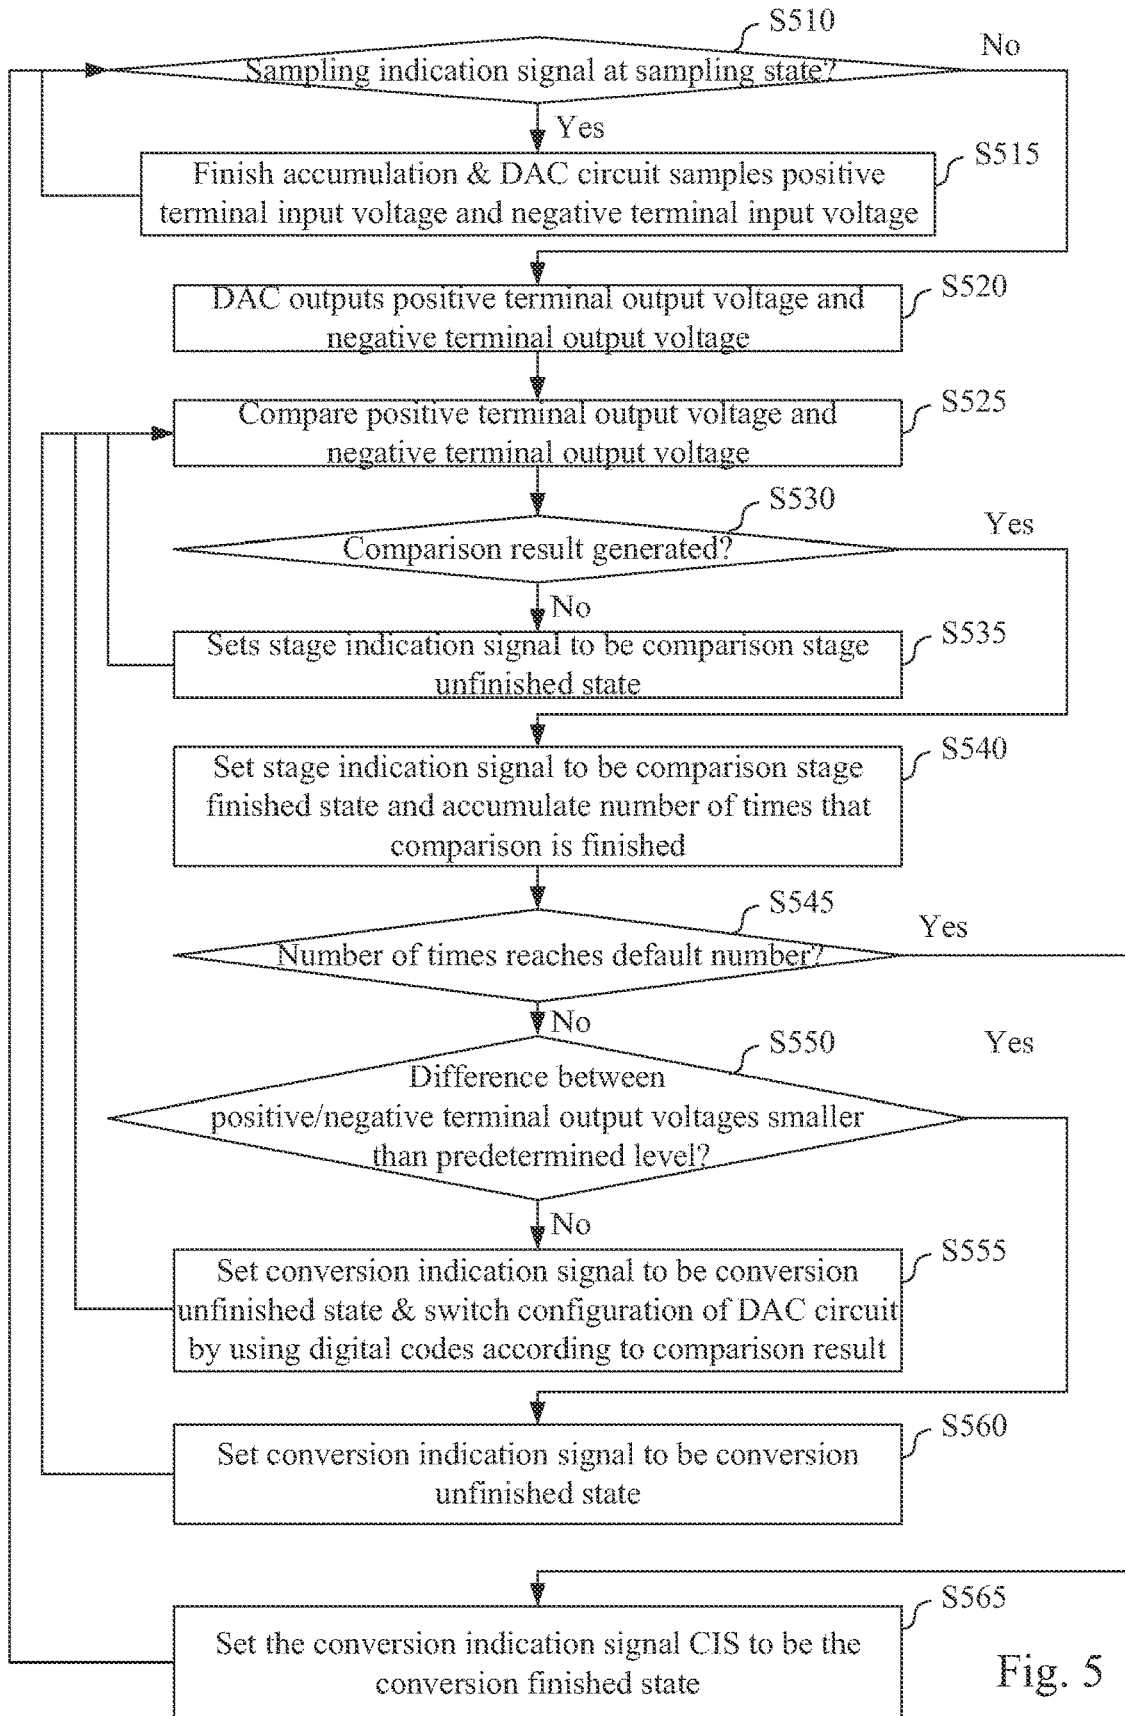 S510
No
Sampling indication signal at sampling state?
Yes
S515
Finish accumulation & DAC circuit samples positive
terminal input voltage and negative terminal input voltage
S520
DAC outputs positive terminal output voltage and
negative terminal output voltage
S525
Compare positive terminal output voltage and
negative terminal output voltage
S530
Yes
Comparison result generated?
No
S535
Sets stage indication signal to be comparison stage
unfinished state
S540
Set stage indication signal to be comparison stage
finished state and accumulate number of times that
comparison is finished
S545
Yes
Number of times reaches default number?
No
S550
Yes
Difference between
positive/negative terminal output voltages smaller
than predetermined level?
No
S555
Set conversion indication signal to be conversion
unfinished state & switch configuration of DAC circuit
by using digital codes according to comparison result
S560
Set conversion indication signal to be conversion
unfinished state
S565
Set the conversion indication signal CIS to be the
conversion finished state
Fig. 5